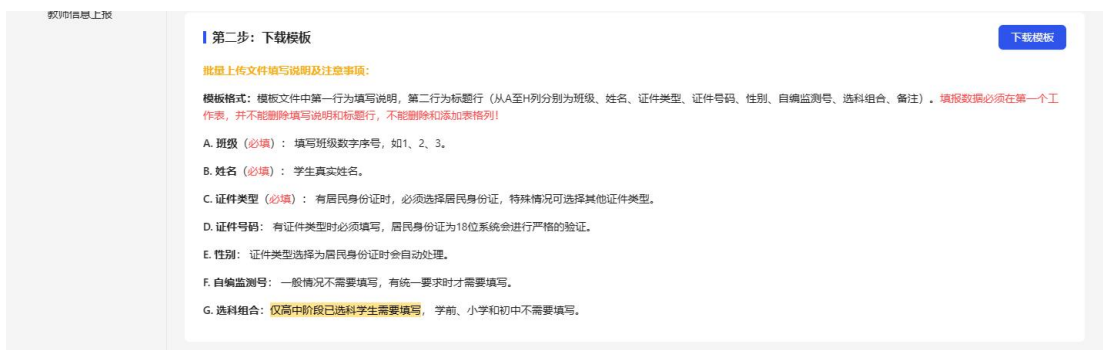 教师信息上报
第二步：下载模板
下载模板
批量上传文件填写说明及注意事项：
模板格式：模板文件中第一行为填写说明，第二行为标题行（从A至H列分别为班级、姓名、证件类型、证件号码、性别、自编监测号、选科组合、备注）。填报数据必须在第一个工
作表，并不能删除填写说明和标题行，不能删除和添加表格列！
A. 班级（必填）： 填写班级数字序号，如1、2、3。
B. 姓名（必填）： 学生真实姓名。
C. 证件类型（必填）： 有居民身份证时，必须选择居民身份证，特殊情况可选择其他证件类型。
D. 证件号码： 有证件类型时必须填写，居民身份证为18位系统会进行严格的验证。
E. 性别： 证件类型选择为居民身份证时会自动处理。
F. 自编监测号： 一般情况不需要填写，有统一要求时才需要填写。
G. 选科组合：仅高中阶段已选科学生需要填写， 学前、小学和初中不需要填写。